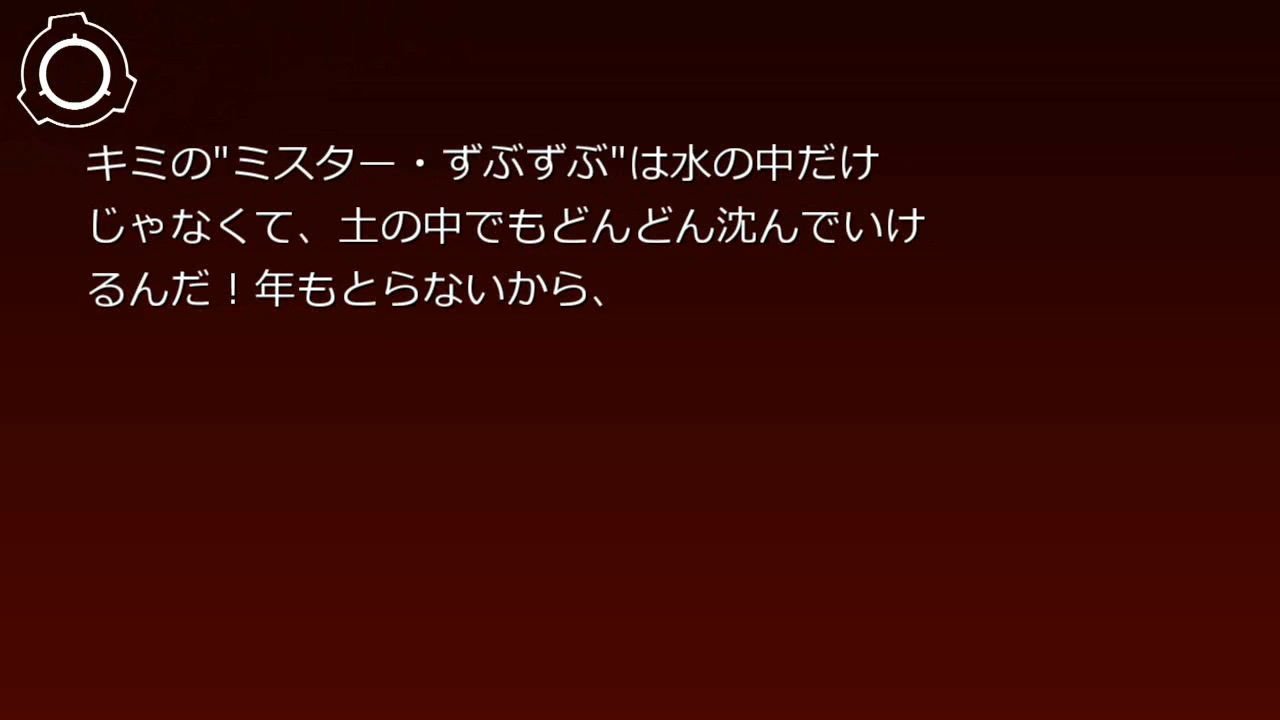 キミの"ミスター・ずぶずぶ"は水の中だけ
じゃなくて、土の中でもどんどん沈んでいけ
るんだ！年もとらないから、